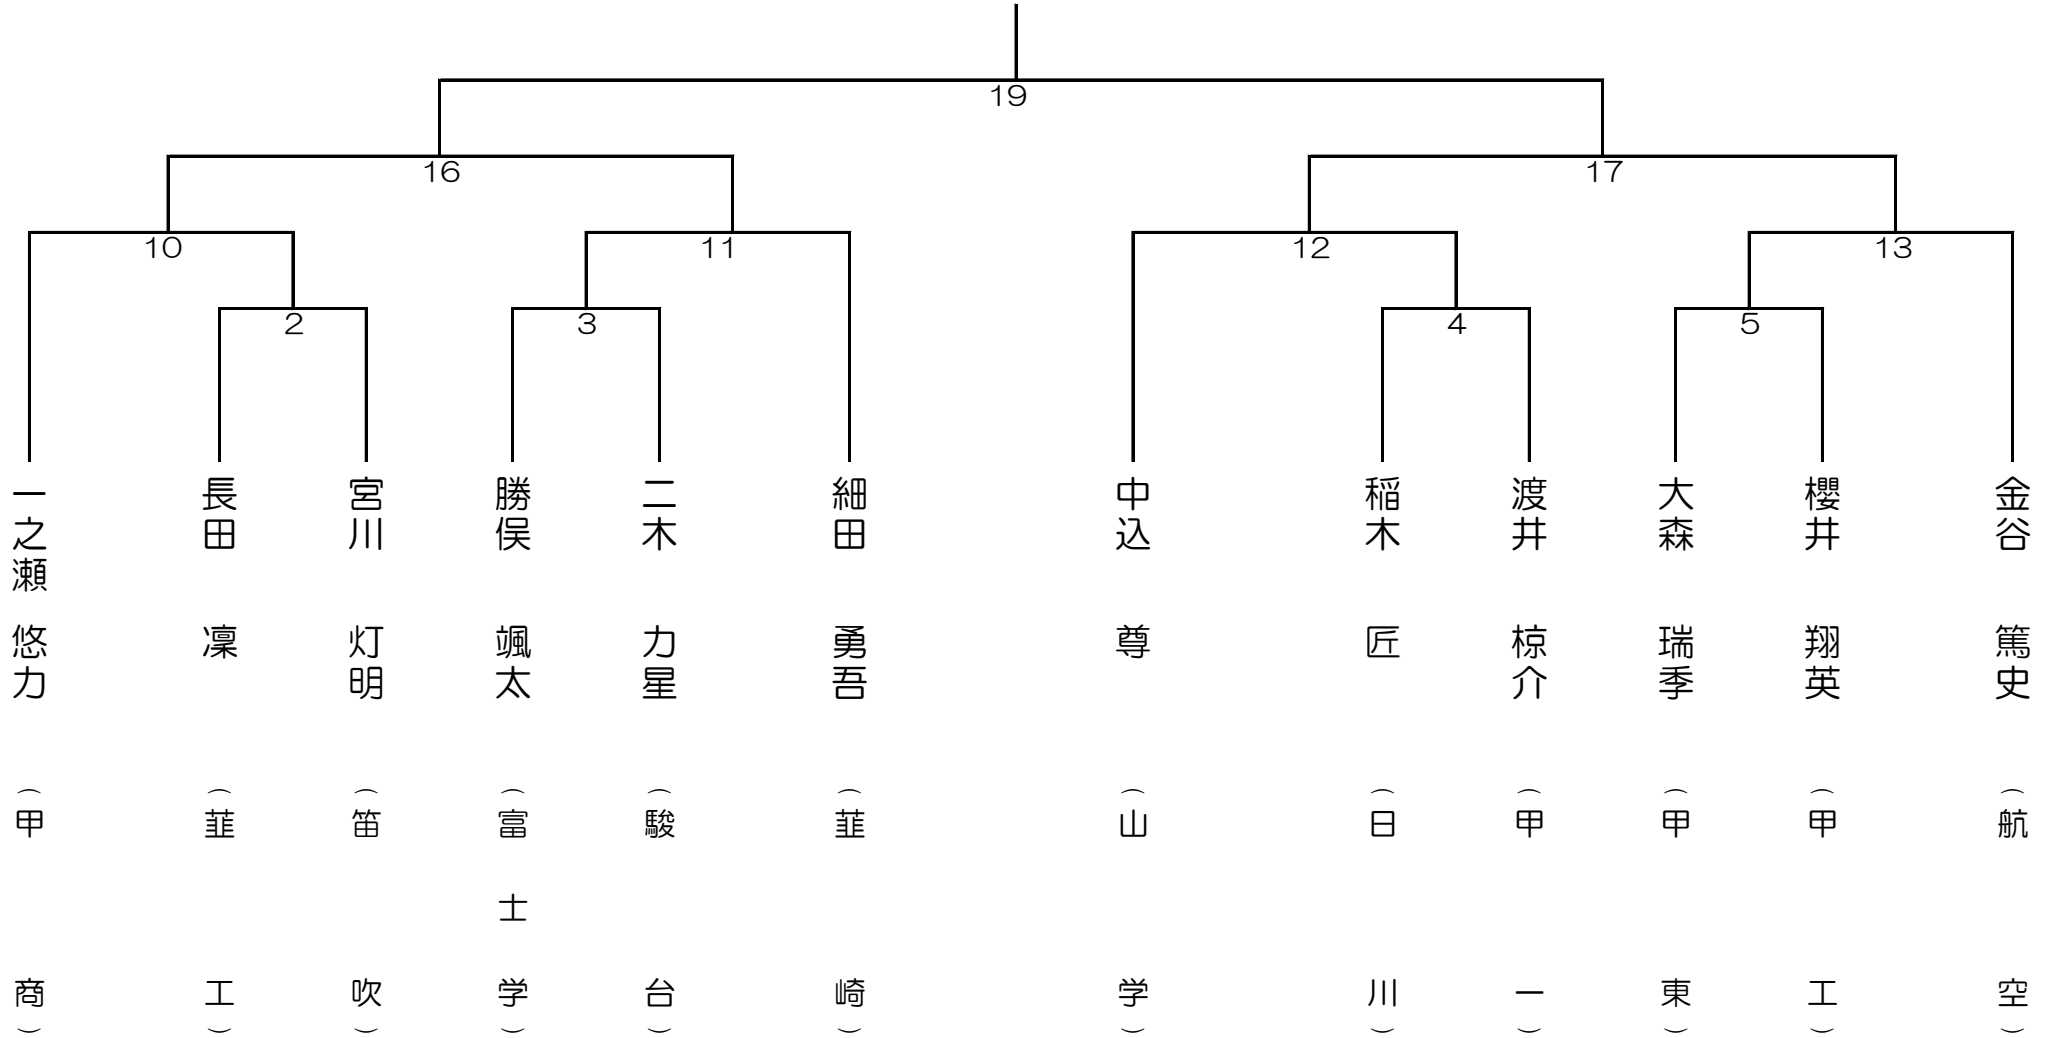 19
16
17
10
11
12
13
2
3
4
5
一之瀬 悠力 （甲商）
長田 凜 （韮工）
宮川 灯明 （笛吹）
勝俣 颯太 （富士学）
二木 力星 （駿台）
細田 勇吾 （韮崎）
中込 尊 （山学）
稲木 匠 （日川）
渡井 椋介 （甲一）
大森 瑞季 （甲東）
櫻井 翔英 （甲工）
金谷 篤史 （航空）